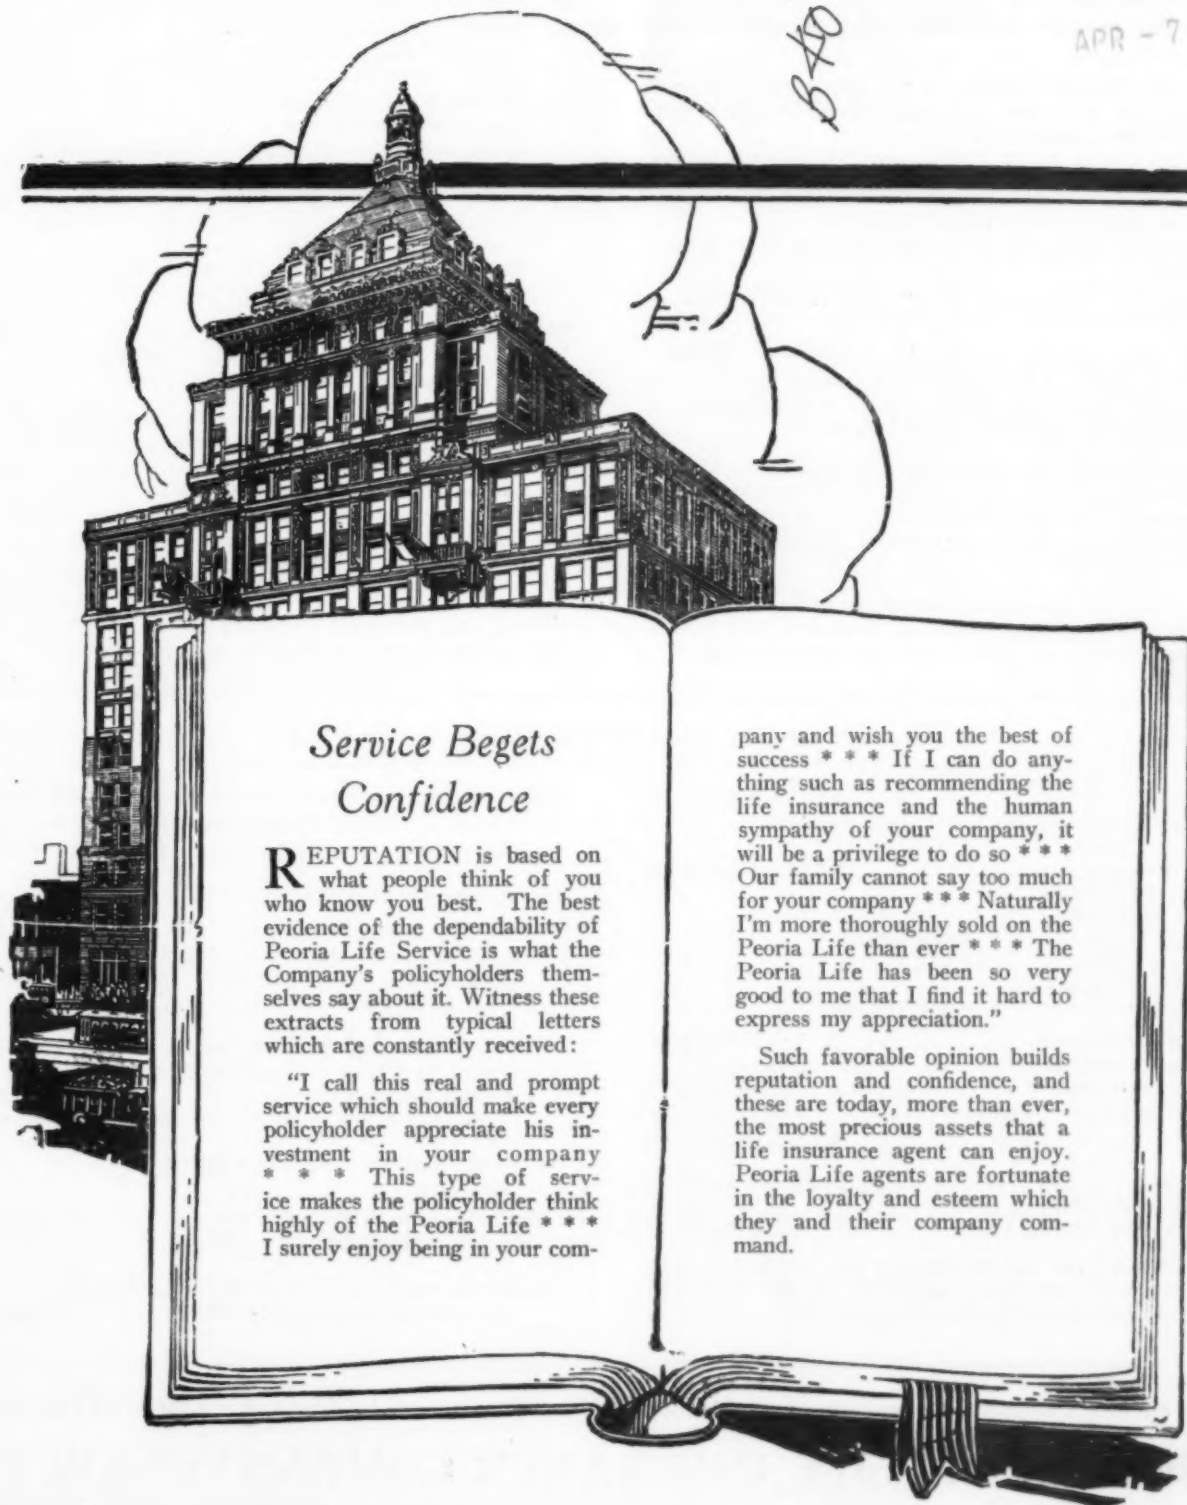 APR - 7
Service Begets
Confidence
REPUTATION is based on
what people think of you
who know you best. The best
evidence of the dependability of
Peoria Life Service is what the
Company's policyholders them-
selves say about it. Witness these
extracts from typical letters
which are constantly received:
"I call this real and prompt
service which should make every
policyholder appreciate his in-
vestment in your company
* * * This type of serv-
ice makes the policyholder think
highly of the Peoria Life * * *
I surely enjoy being in your com-
pany and wish you the best of
success * * * If I can do any-
thing such as recommending the
life insurance and the human
sympathy of your company, it
will be a privilege to do so * * *
Our family cannot say too much
for your company * * * Naturally
I'm more thoroughly sold on the
Peoria Life than ever * * * The
Peoria Life has been so very
good to me that I find it hard to
express my appreciation."
Such favorable opinion builds
reputation and confidence, and
these are today, more than ever,
the most precious assets that a
life insurance agent can enjoy.
Peoria Life agents are fortunate
in the loyalty and esteem which
they and their company com-
mand.